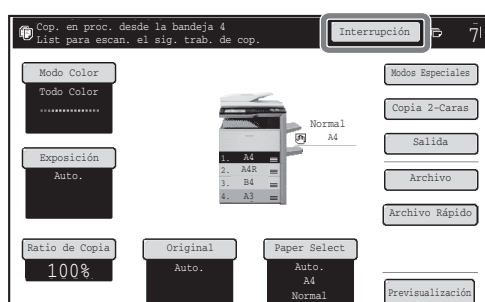 Cop. en proc. desde la bandeja 4
List para escan. el sig. trab. de cop.
Interrupción
7
Modo Color
Todo Color
Exposición
Auto.
Ratio de Copia
100%
Original
Auto.
Paper Select
Auto.
A4
Normal
1. A4
2. A4R
3. B4
4. A3
Normal
A4
Modos Especiales
Copia 2-Caras
Salida
Archivo
Archivo Rápido
Previsualización